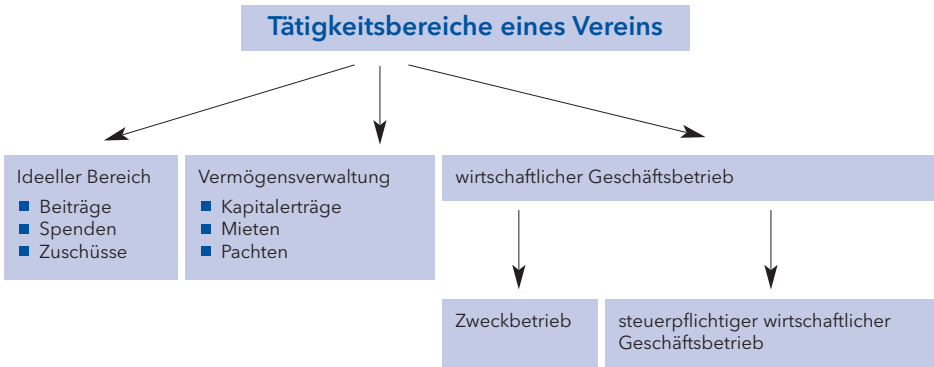 Tätigkeitsbereiche eines Vereins
Ideeller Bereich
Beiträge
Spenden
Zuschüsse
Vermögensverwaltung
Kapitalerträge
Mieten
Pachten
wirtschaftlicher Geschäftsbetrieb
Zweckbetrieb
steuerpflichtiger wirtschaftlicher
Geschäftsbetrieb